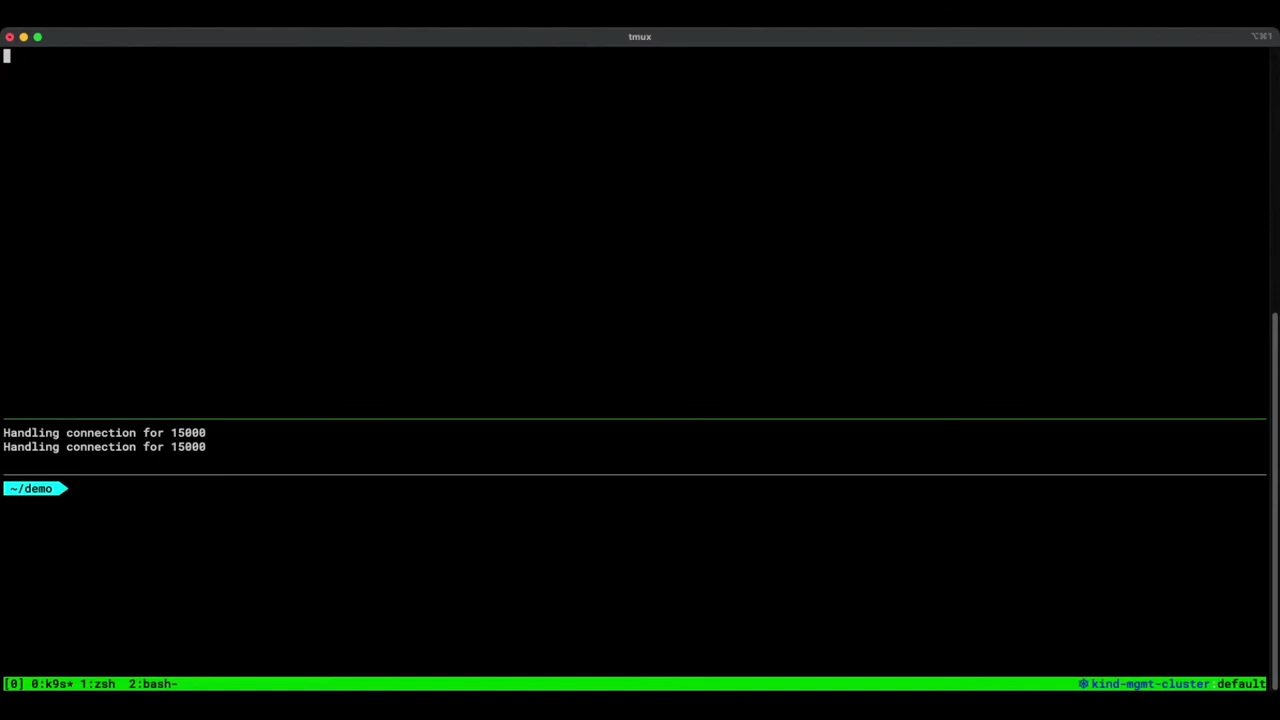 tmux
⌥⌘1
Handling connection for 15000
Handling connection for 15000
~/demo
[0] 0:k9s* 1:zsh  2:bash-
⎈ kind-mgmt-cluster:default